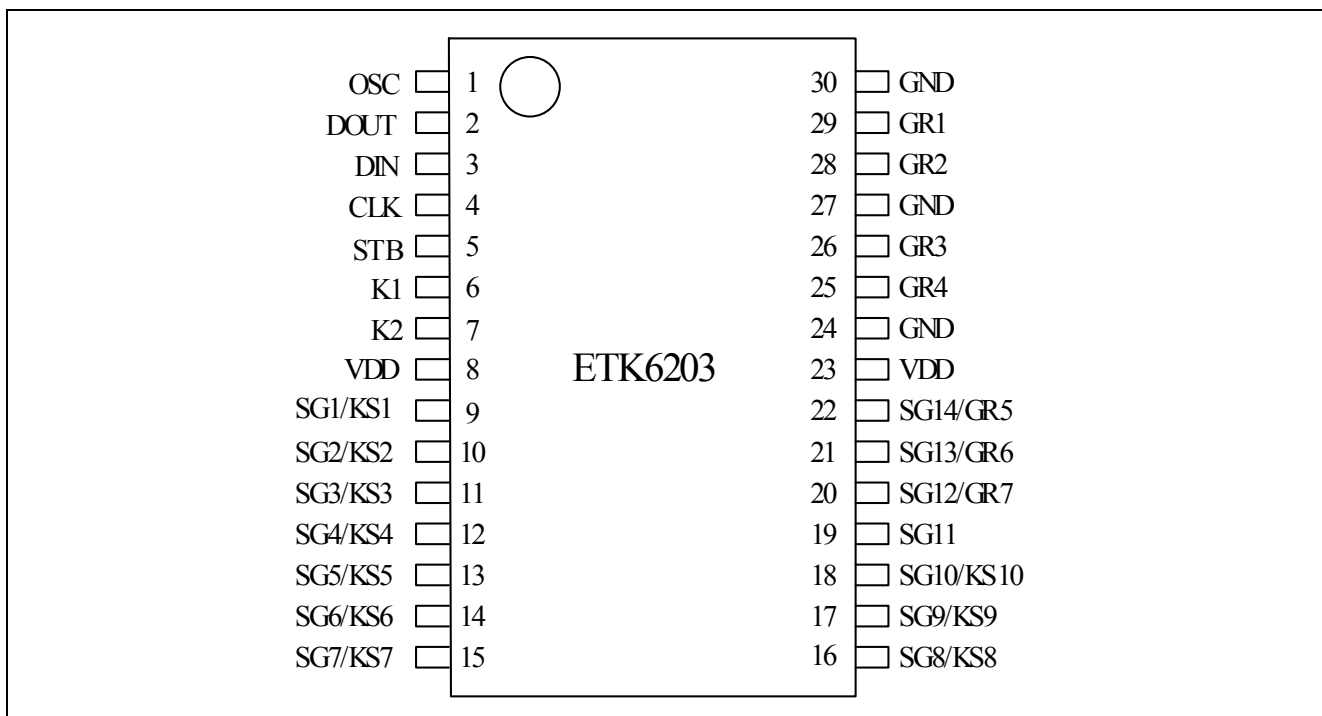 OSC 1 30 GND
DOUT 2 29 GR1
DIN 3 28 GR2
CLK 4 27 GND
STB 5 26 GR3
K1 6 25 GR4
K2 7 24 GND
VDD 8 ETK6203 23 VDD
SG1/KS1 9 22 SG14/GR5
SG2/KS2 10 21 SG13/GR6
SG3/KS3 11 20 SG12/GR7
SG4/KS4 12 19 SG11
SG5/KS5 13 18 SG10/KS10
SG6/KS6 14 17 SG9/KS9
SG7/KS7 15 16 SG8/KS8